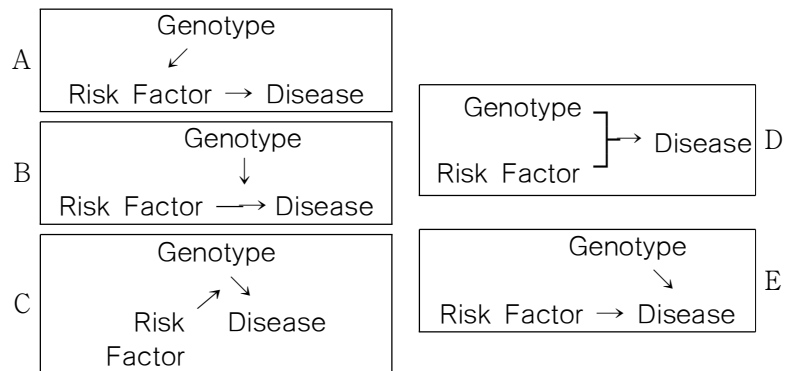 A
Genotype
↙
Risk Factor → Disease
B
Genotype
↓
Risk Factor → Disease
C
Genotype
↗ ↘
Risk Disease
Factor
Genotype
→ Disease D
Risk Factor
Genotype
↘
E
Risk Factor → Disease